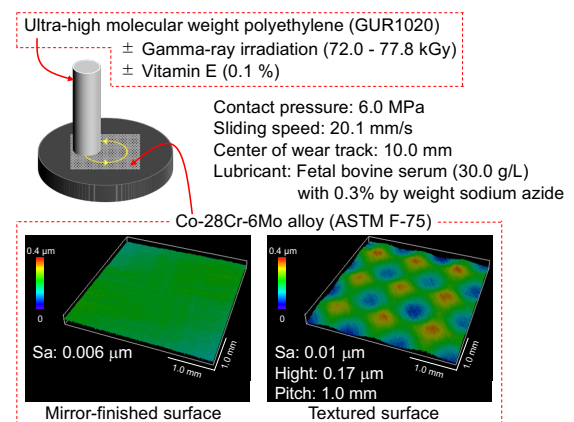 Ultra-high molecular weight polyethylene (GUR1020)
± Gamma-ray irradiation (72.0 - 77.8 kGy)
± Vitamin E (0.1 %)
Contact pressure: 6.0 MPa
Sliding speed: 20.1 mm/s
Center of wear track: 10.0 mm
Lubricant: Fetal bovine serum (30.0 g/L)
with 0.3% by weight sodium azide
Co-28Cr-6Mo alloy (ASTM F-75)
0.4 μm
0
Sa: 0.006 μm
1.0 mm
1.0 mm
Mirror-finished surface
0.4 μm
0
Sa: 0.01 μm
Hight: 0.17 μm
Pitch: 1.0 mm
1.0 mm
1.0 mm
Textured surface